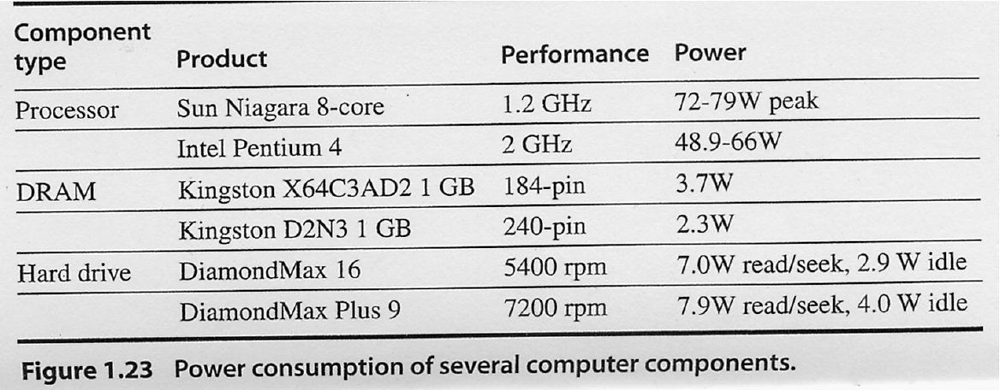 Component
type Product Performance Power
Processor Sun Niagara 8-core 1.2 GHz 72-79W peak
Intel Pentium 4 2 GHz 48.9-66W
DRAM Kingston X64C3AD2 1 GB 184-pin 3.7W
Kingston D2N3 1 GB 240-pin 2.3W
Hard drive DiamondMax 16 5400 rpm 7.0W read/seek, 2.9 W idle
DiamondMax Plus 9 7200 rpm 7.9W read/seek, 4.0 W idle
Figure 1.23 Power consumption of several computer components.